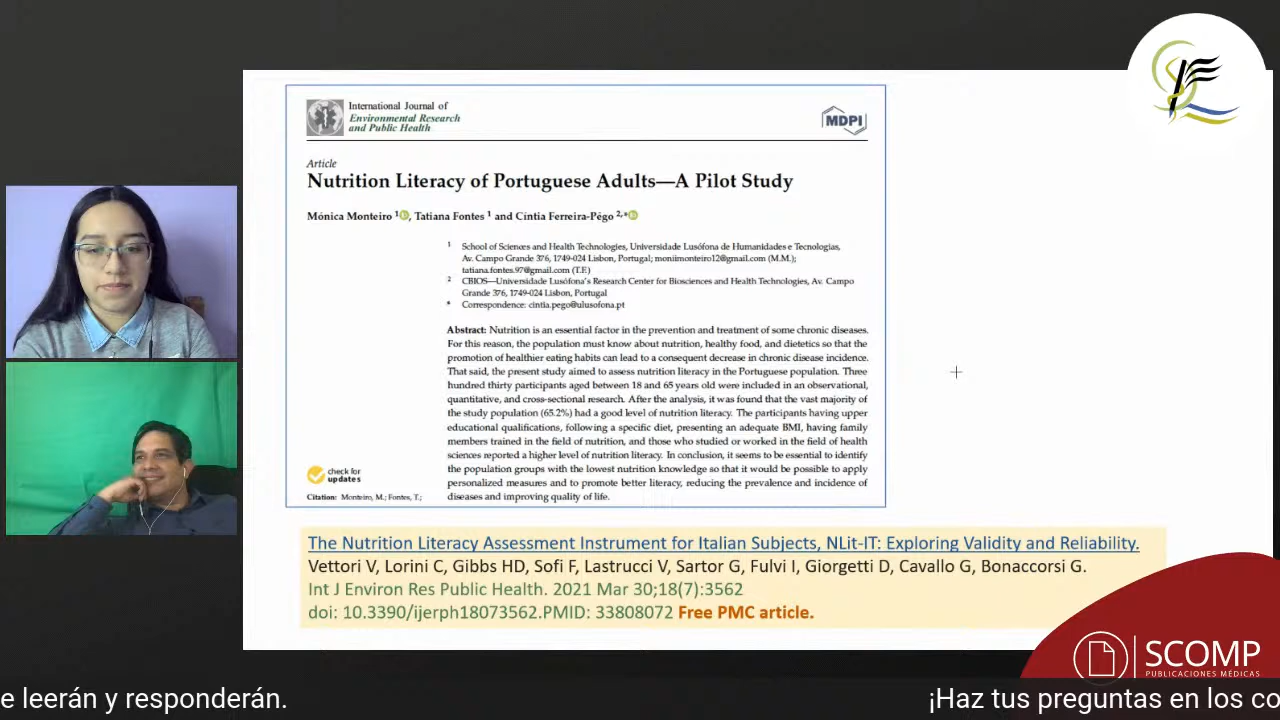 International Journal of
Environmental Research
and Public Health
MDPI
Article
Nutrition Literacy of Portuguese Adults—A Pilot Study
Mónica Monteiro 1, Tatiana Fontes 1 and Cíntia Ferreira-Pêgo 2,*
1 School of Sciences and Health Technologies, Universidade Lusófona de Humanidades e Tecnologias,
Av. Campo Grande 376, 1749-024 Lisbon, Portugal; moniimonteiro12@gmail.com (M.M.);
tatiana.fontes.97@gmail.com (T.F.)
2 CBIOS—Universidade Lusófona's Research Center for Biosciences and Health Technologies, Av. Campo
Grande 376, 1749-024 Lisbon, Portugal
* Correspondence: cintia.pego@ulusofona.pt
Abstract: Nutrition is an essential factor in the prevention and treatment of some chronic diseases.
For this reason, the population must know about nutrition, healthy food, and dietetics so that the
promotion of healthier eating habits can lead to a consequent decrease in chronic disease incidence.
That said, the present study aimed to assess nutrition literacy in the Portuguese population. Three
hundred thirty participants aged between 18 and 65 years old were included in an observational,
quantitative, and cross-sectional research. After the analysis, it was found that the vast majority of
the study population (65.2%) had a good level of nutrition literacy. The participants having upper
educational qualifications, following a specific diet, presenting an adequate BMI, having family
members trained in the field of nutrition, and those who studied or worked in the field of health
sciences reported a higher level of nutrition literacy. In conclusion, it seems to be essential to identify
the population groups with the lowest nutrition knowledge so that it would be possible to apply
personalized measures and to promote better literacy, reducing the prevalence and incidence of
diseases and improving quality of life.
check for
updates
Citation: Monteiro, M.; Fontes, T.;
The Nutrition Literacy Assessment Instrument for Italian Subjects, NLit-IT: Exploring Validity and Reliability.
Vettori V, Lorini C, Gibbs HD, Sofi F, Lastrucci V, Sartor G, Fulvi I, Giorgetti D, Cavallo G, Bonaccorsi G.
Int J Environ Res Public Health. 2021 Mar 30;18(7):3562
doi: 10.3390/ijerph18073562.PMID: 33808072 Free PMC article.
SCOMP
PUBLICACIONES MÉDICAS
e leerán y responderán.
¡Haz tus preguntas en los co